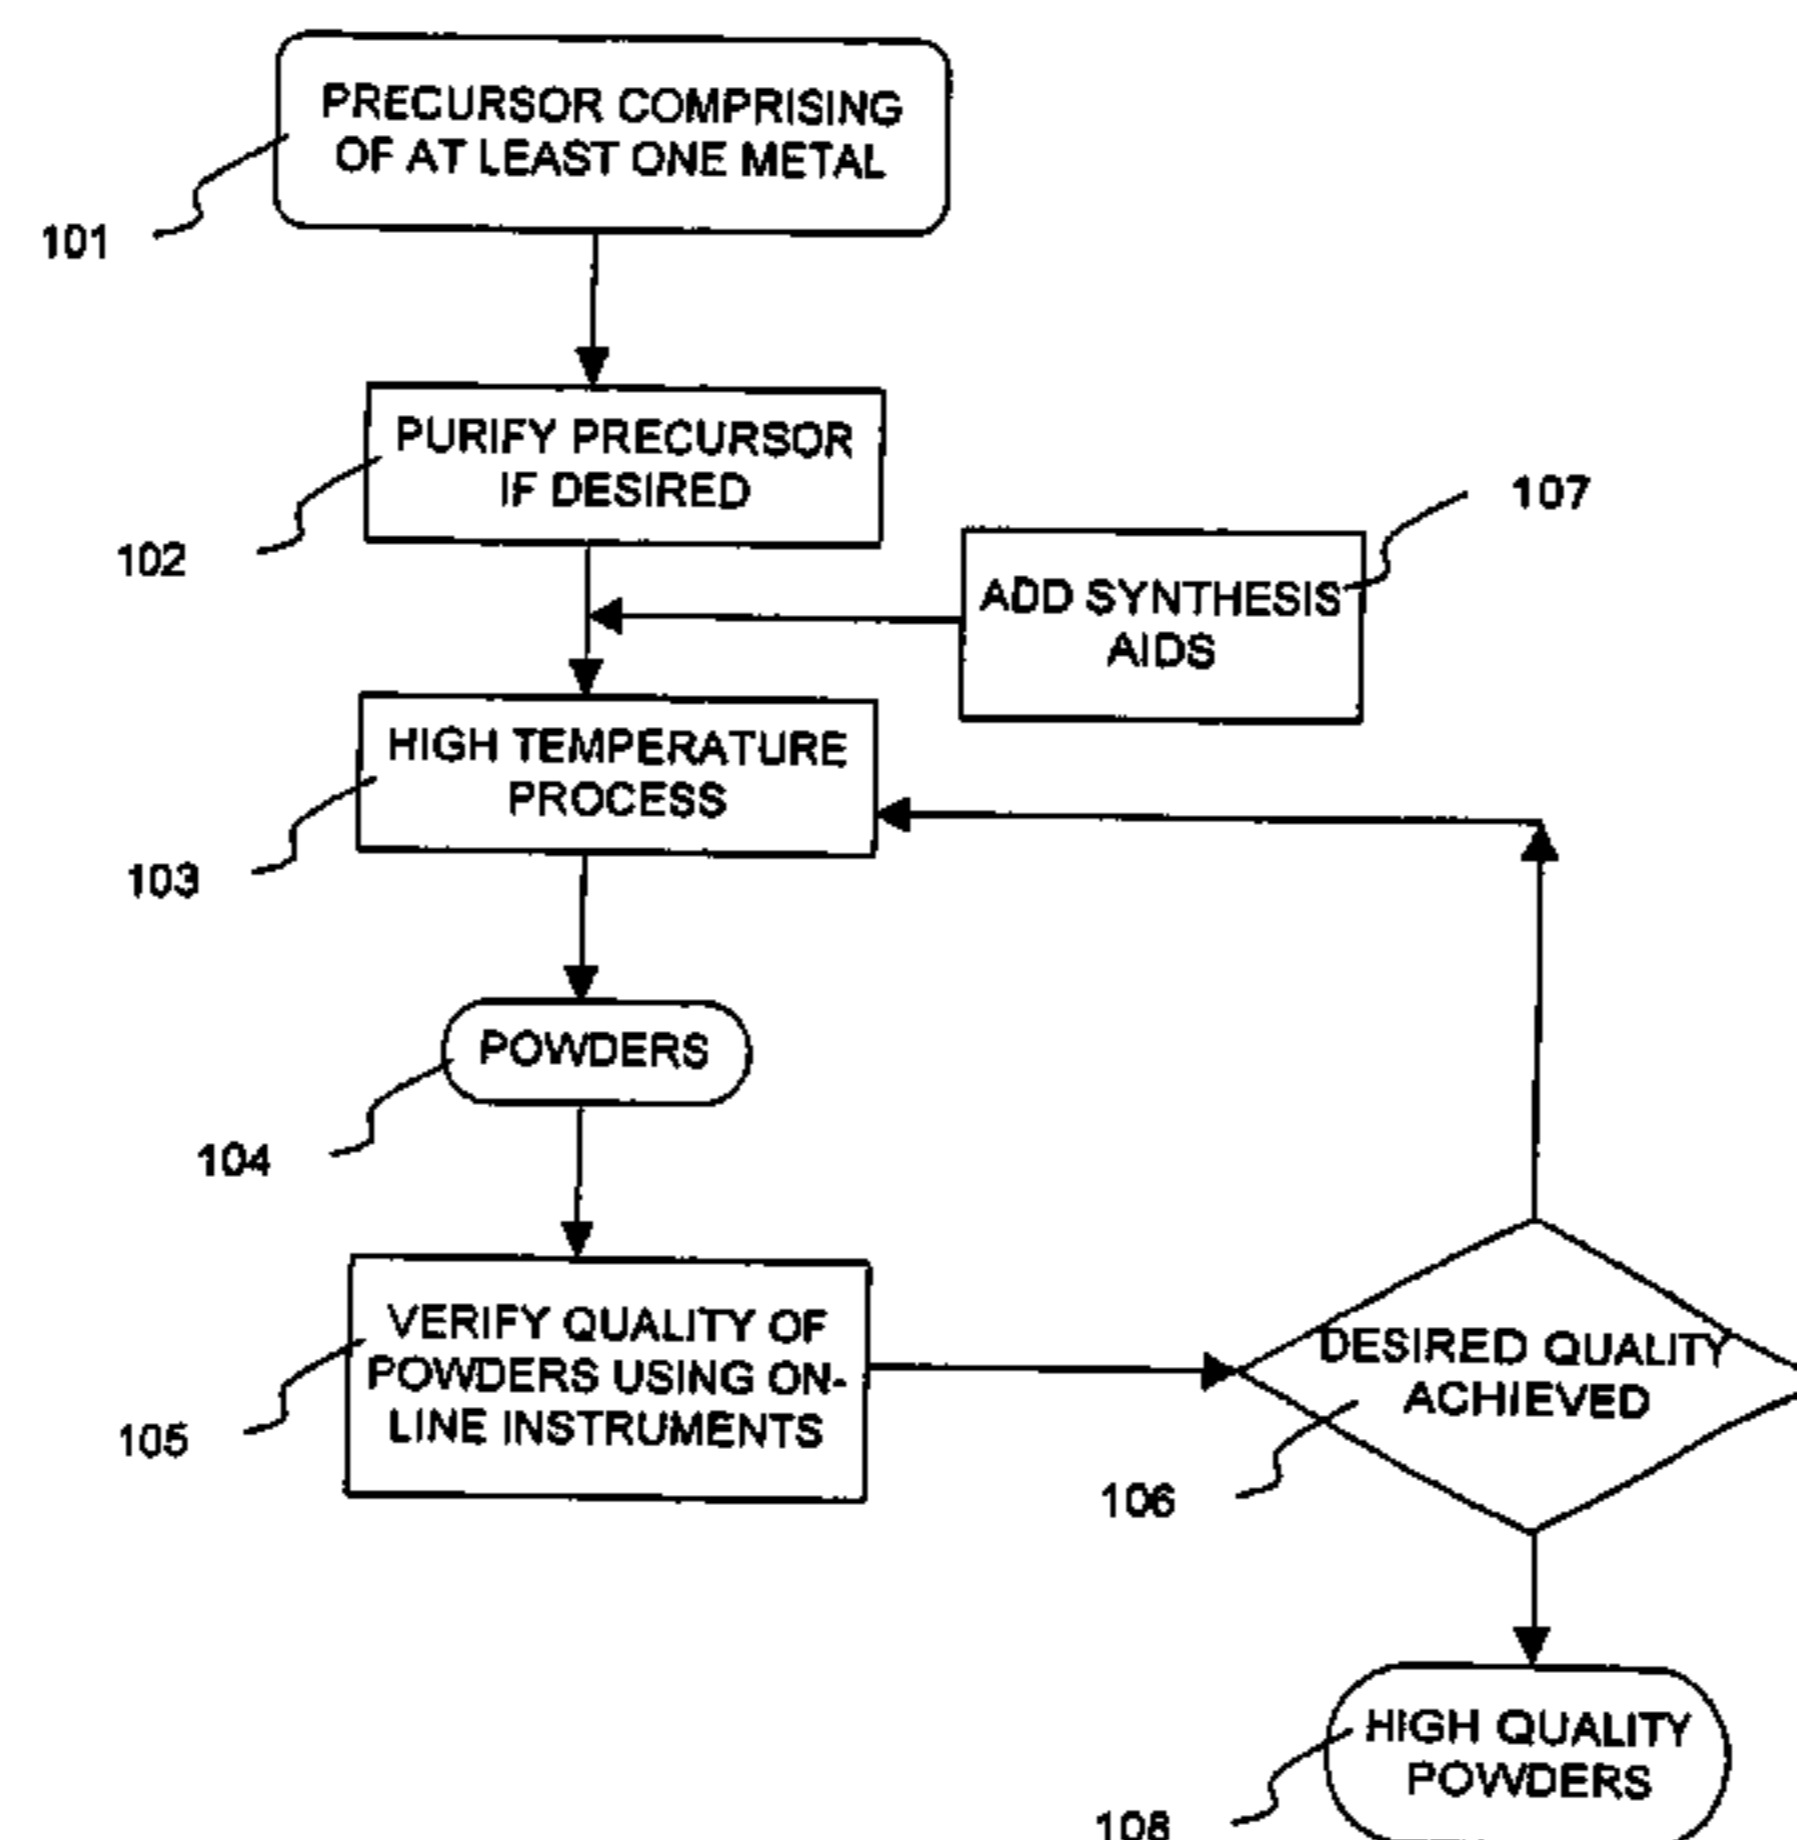 PRECURSOR COMPRISING
OF AT LEAST ONE METAL
101
PURIFY PRECURSOR
IF DESIRED
102
107
ADD SYNTHESIS
AIDS
HIGH TEMPERATURE
PROCESS
103
POWDERS
104
VERIFY QUALITY OF
POWDERS USING ON-
LINE INSTRUMENTS
105
DESIRED QUALITY
ACHIEVED
106
HIGH QUALITY
POWDERS
108